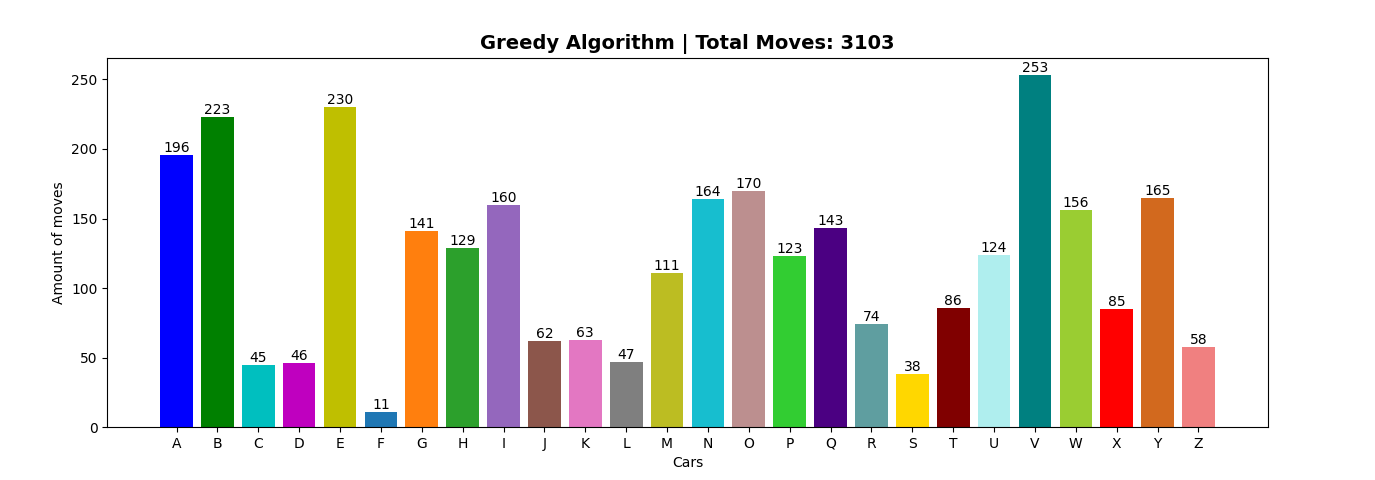 Greedy Algorithm | Total Moves: 3103
Amount of moves
250
200
150
100
50
0
196 223 45 46 230 11 141 129 160 62 63 47 111 164 170 123 143 74 38 86 124 253 156 85 165 58
A B C D E F G H I J K L M N O P Q R S T U V W X Y Z
Cars